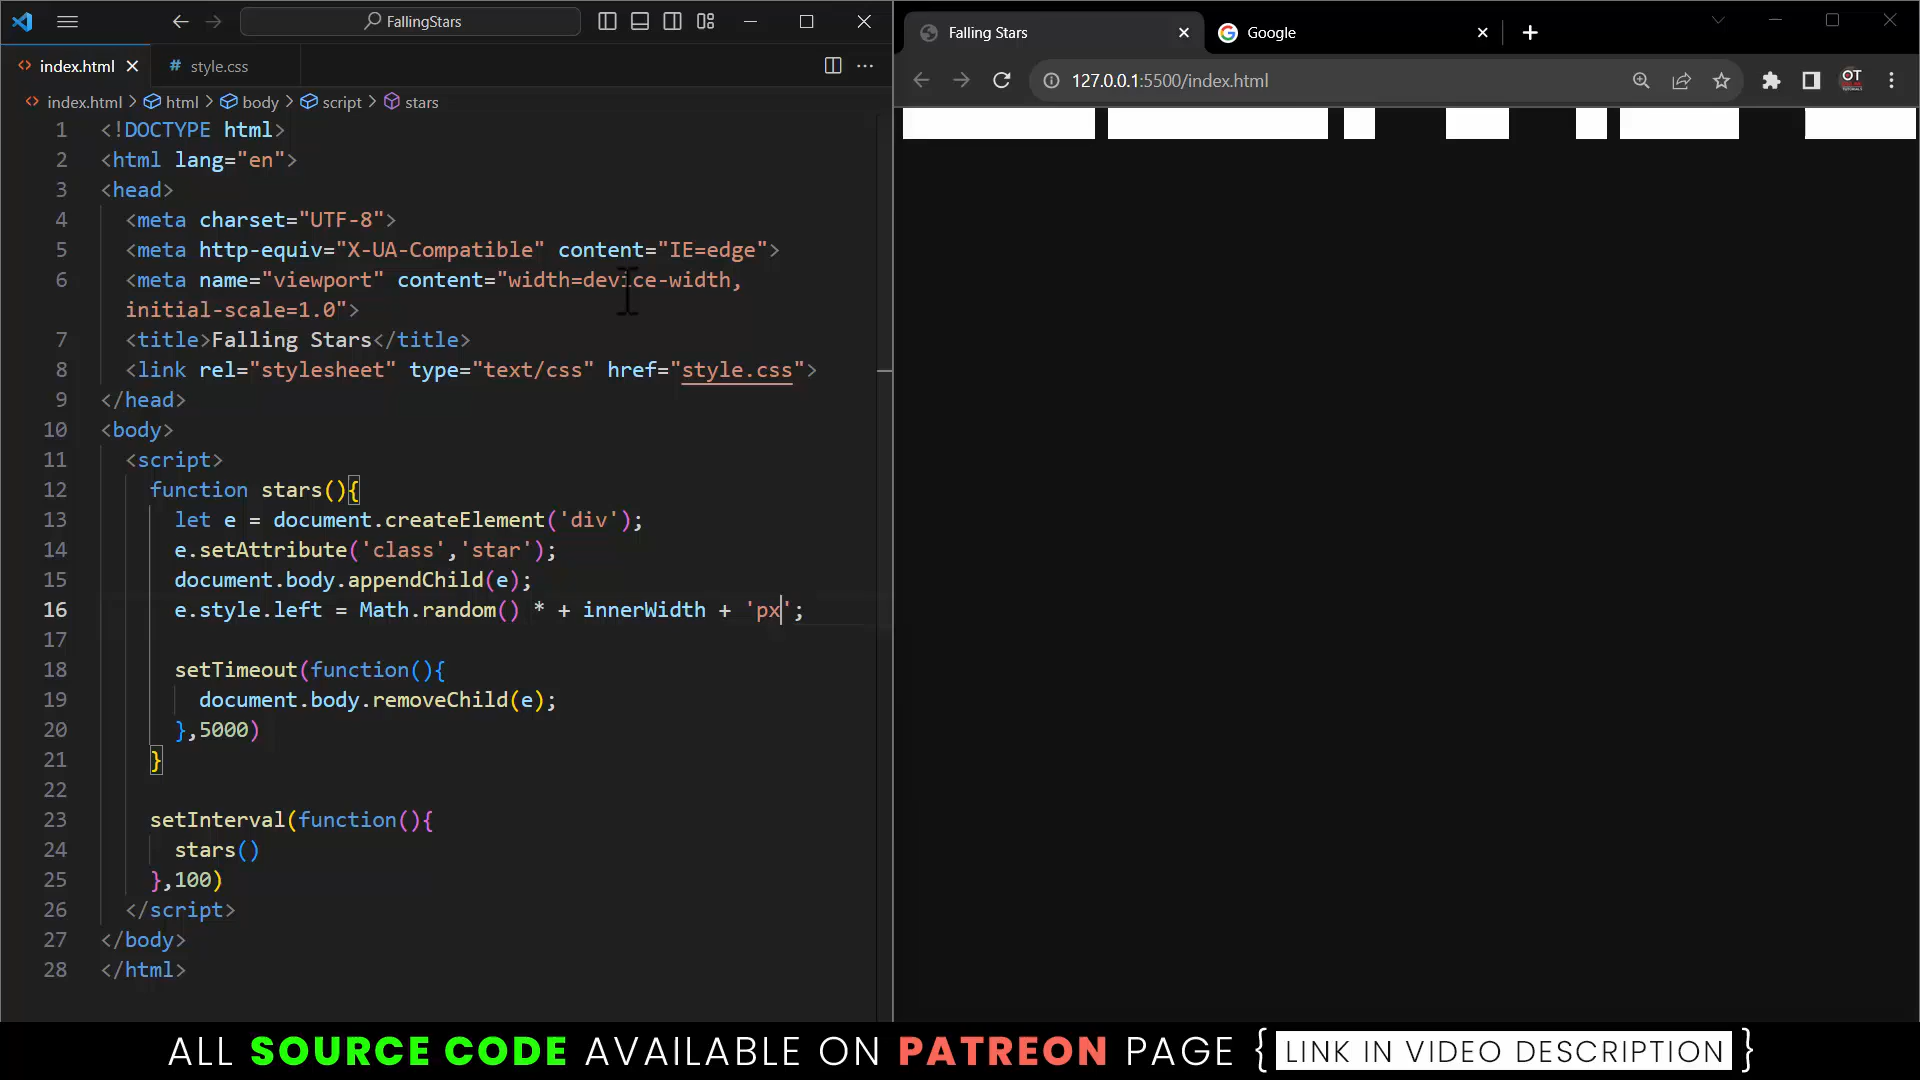 FallingStars
index.html
style.css
index.html > html > body > script > stars
1 <!DOCTYPE html>
2 <html lang="en">
3 <head>
4 <meta charset="UTF-8">
5 <meta http-equiv="X-UA-Compatible" content="IE=edge">
6 <meta name="viewport" content="width=device-width,
initial-scale=1.0">
7 <title>Falling Stars</title>
8 <link rel="stylesheet" type="text/css" href="style.css">
9 </head>
10 <body>
11 <script>
12 function stars(){
13 let e = document.createElement('div');
14 e.setAttribute('class','star');
15 document.body.appendChild(e);
16 e.style.left = Math.random() * + innerWidth + 'px';
17
18 setTimeout(function(){
19 document.body.removeChild(e);
20 },5000)
21 }
22
23 setInterval(function(){
24 stars()
25 },100)
26 </script>
27 </body>
28 </html>
Falling Stars
Google
127.0.0.1:5500/index.html
OT
ALL SOURCE CODE AVAILABLE ON PATREON PAGE { LINK IN VIDEO DESCRIPTION }